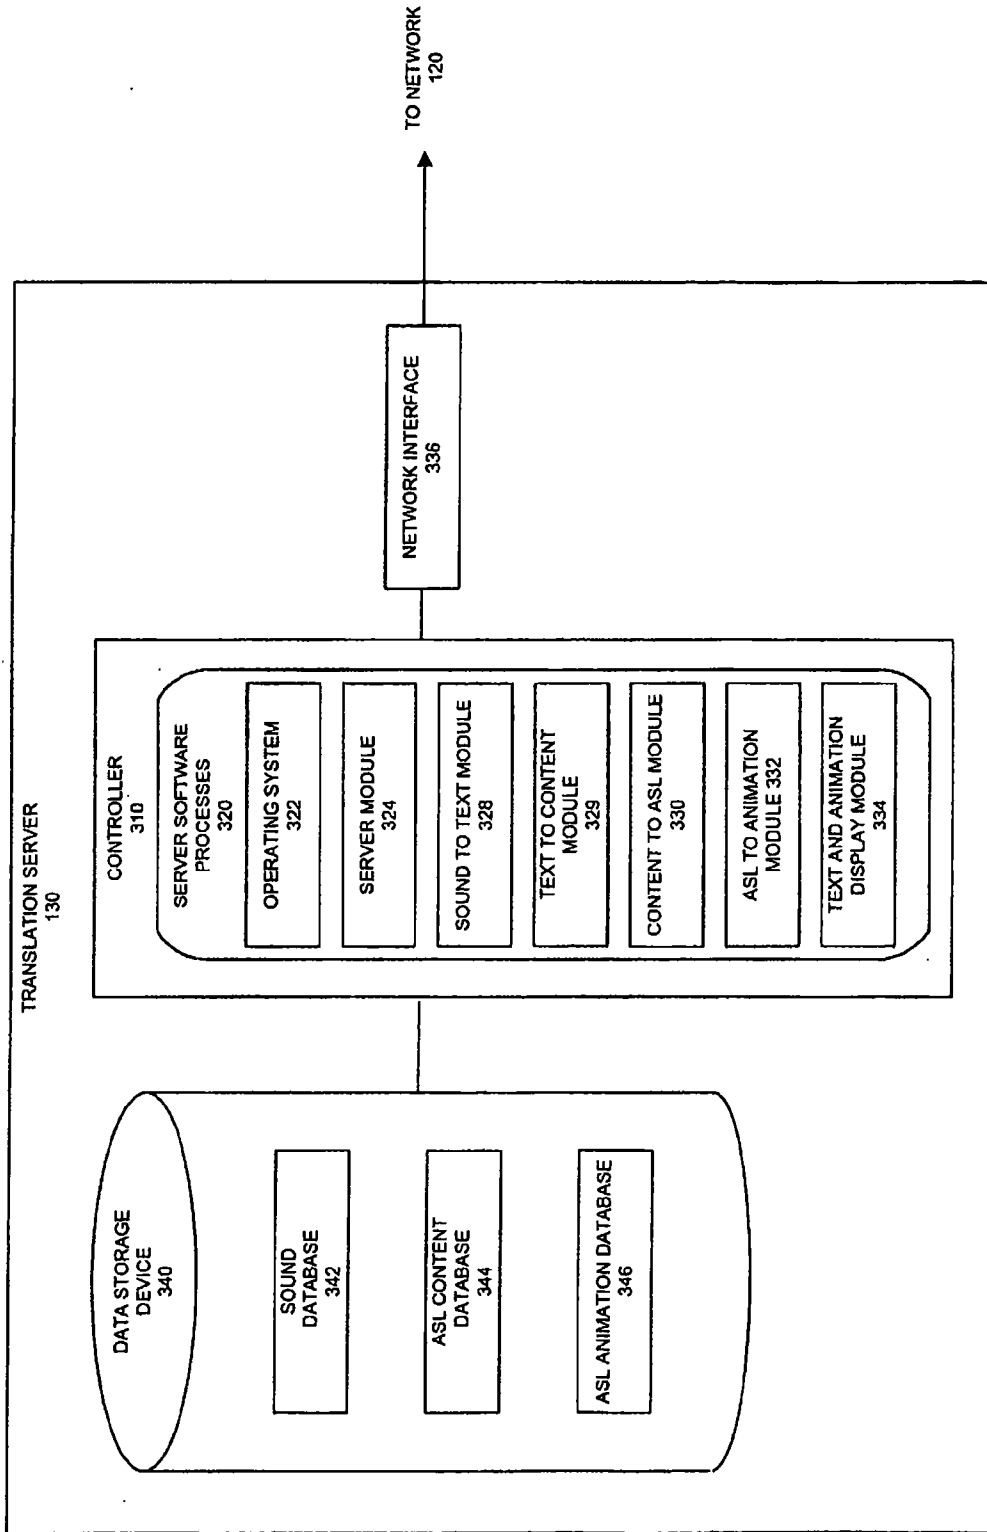 TRANSLATION SERVER
130
DATA STORAGE
DEVICE
340
SOUND
DATABASE
342
ASL CONTENT
DATABASE
344
ASL ANIMATION DATABASE
346
CONTROLLER
310
SERVER SOFTWARE
PROCESSES
320
OPERATING SYSTEM
322
SERVER MODULE
324
SOUND TO TEXT MODULE
328
TEXT TO CONTENT
MODULE
329
CONTENT TO ASL MODULE
330
ASL TO ANIMATION
MODULE 332
TEXT AND ANIMATION
DISPLAY MODULE
334
NETWORK INTERFACE
336
TO NETWORK
120